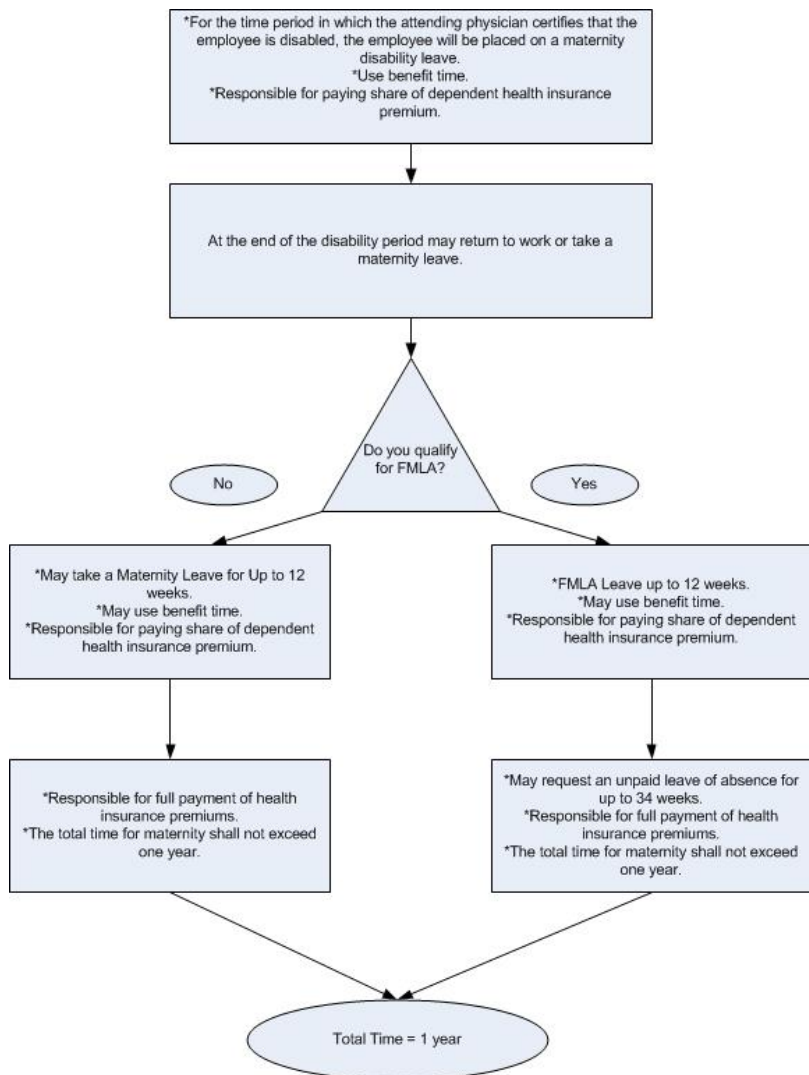 *For the time period in which the attending physician certifies that the
employee is disabled, the employee will be placed on a maternity
disability leave.
*Use benefit time.
*Responsible for paying share of dependent health insurance
premium.
At the end of the disability period may return to work or take a
maternity leave.
Do you qualify
for FMLA?
No
Yes
*May take a Maternity Leave for Up to 12
weeks.
*May use benefit time.
*Responsible for paying share of dependent
health insurance premium.
*FMLA Leave up to 12 weeks.
*May use benefit time.
*Responsible for paying share of dependent
health insurance premium.
*Responsible for full payment of health
insurance premiums.
*The total time for maternity shall not exceed
one year.
*May request an unpaid leave of absence for
up to 34 weeks.
*Responsible for full payment of health
insurance premiums.
*The total time for maternity shall not exceed
one year.
Total Time = 1 year